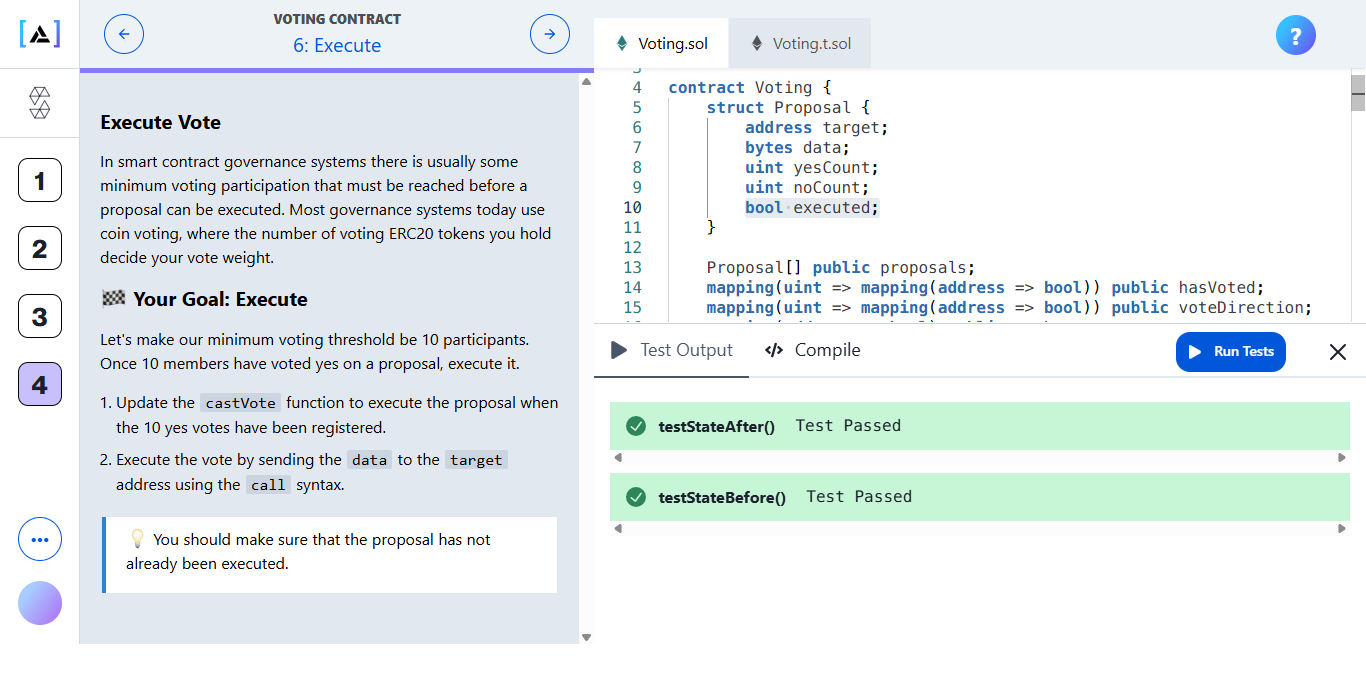 [A]
VOTING CONTRACT
6: Execute
1
2
3
4
Execute Vote
In smart contract governance systems there is usually some
minimum voting participation that must be reached before a
proposal can be executed. Most governance systems today use
coin voting, where the number of voting ERC20 tokens you hold
decide your vote weight.
🏁 Your Goal: Execute
Let's make our minimum voting threshold be 10 participants.
Once 10 members have voted yes on a proposal, execute it.
1. Update the castVote function to execute the proposal when
the 10 yes votes have been registered.
2. Execute the vote by sending the data to the target
address using the call syntax.
💡 You should make sure that the proposal has not
already been executed.
Voting.sol
Voting.t.sol
?
3
4 contract Voting {
5 struct Proposal {
6 address target;
7 bytes data;
8 uint yesCount;
9 uint noCount;
10 bool executed;
11 }
12
13 Proposal[] public proposals;
14 mapping(uint => mapping(address => bool)) public hasVoted;
15 mapping(uint => mapping(address => bool)) public voteDirection;
Test Output
</> Compile
Run Tests
testStateAfter() Test Passed
testStateBefore() Test Passed